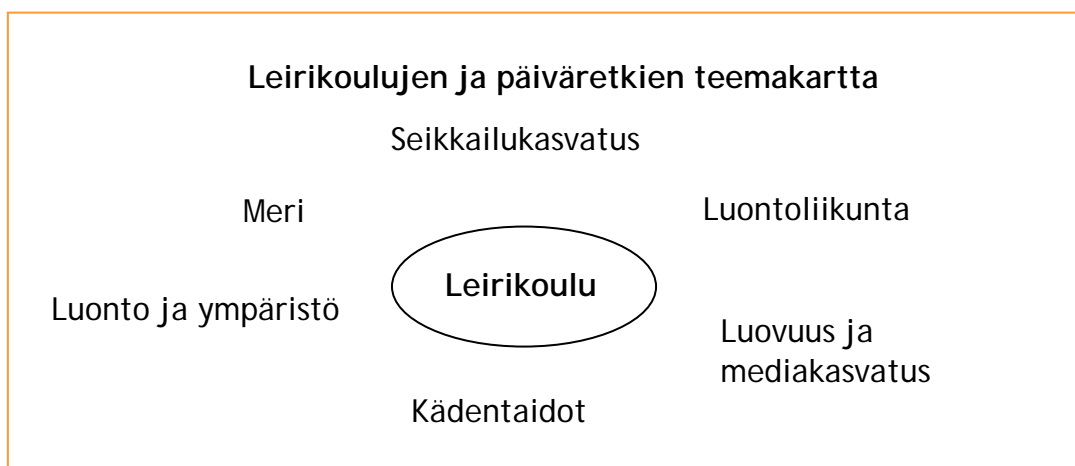 Leirikoulujen ja päiväretkien teemakartta
Seikkailukasvatus
Meri
Luontoliikunta
Leirikoulu
Luonto ja ympäristö
Luovuus ja
mediakasvatus
Kädentaidot